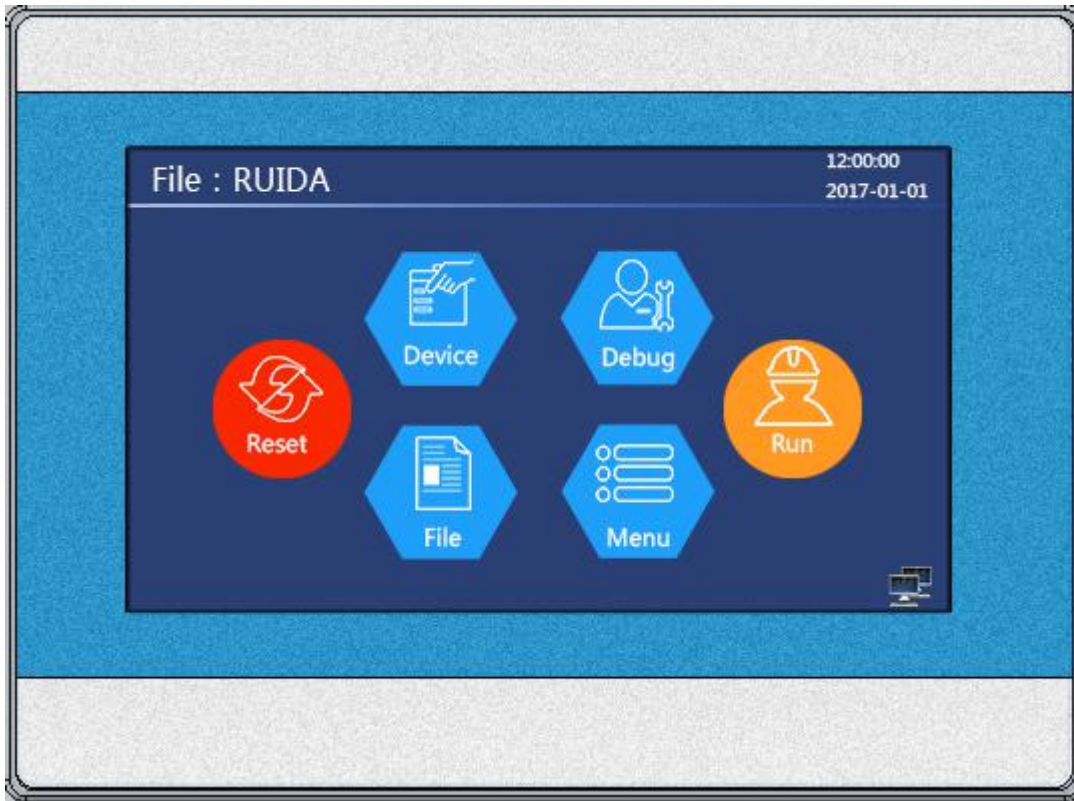 File : RUIDA
12:00:00
2017-01-01
Device
Debug
Reset
Run
File
Menu